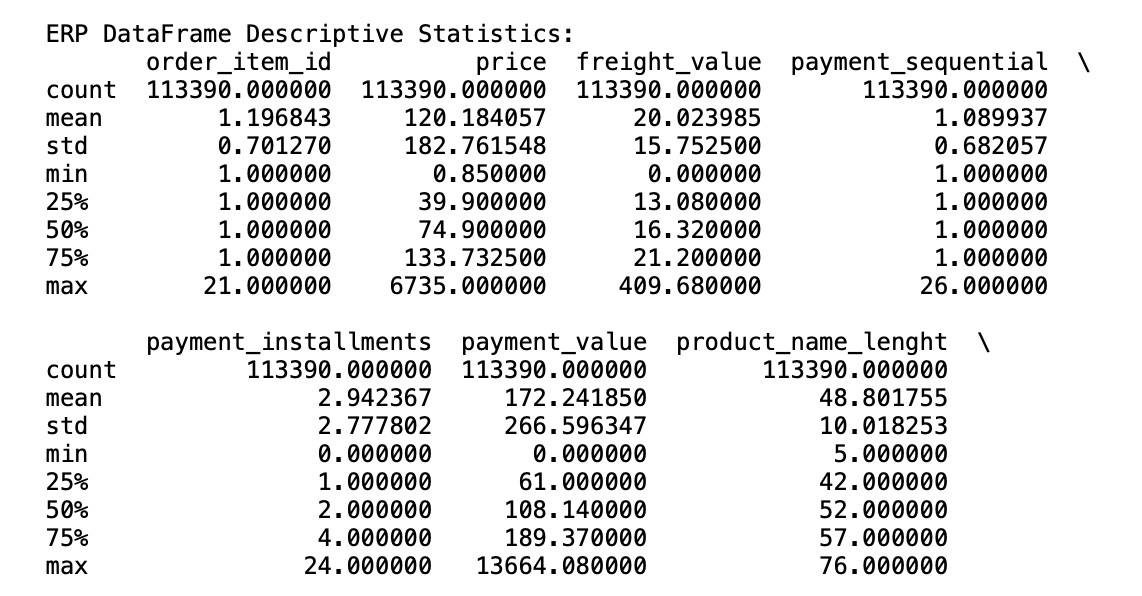 ERP DataFrame Descriptive Statistics:
order_item_id price freight_value payment_sequential \
count 113390.000000 113390.000000 113390.000000 113390.000000
mean 1.196843 120.184057 20.023985 1.089937
std 0.701270 182.761548 15.752500 0.682057
min 1.000000 0.850000 0.000000 1.000000
25% 1.000000 39.900000 13.080000 1.000000
50% 1.000000 74.900000 16.320000 1.000000
75% 1.000000 133.732500 21.200000 1.000000
max 21.000000 6735.000000 409.680000 26.000000
payment_installments payment_value product_name_lenght \
count 113390.000000 113390.000000 113390.000000
mean 2.942367 172.241850 48.801755
std 2.777802 266.596347 10.018253
min 0.000000 0.000000 5.000000
25% 1.000000 61.000000 42.000000
50% 2.000000 108.140000 52.000000
75% 4.000000 189.370000 57.000000
max 24.000000 13664.080000 76.000000